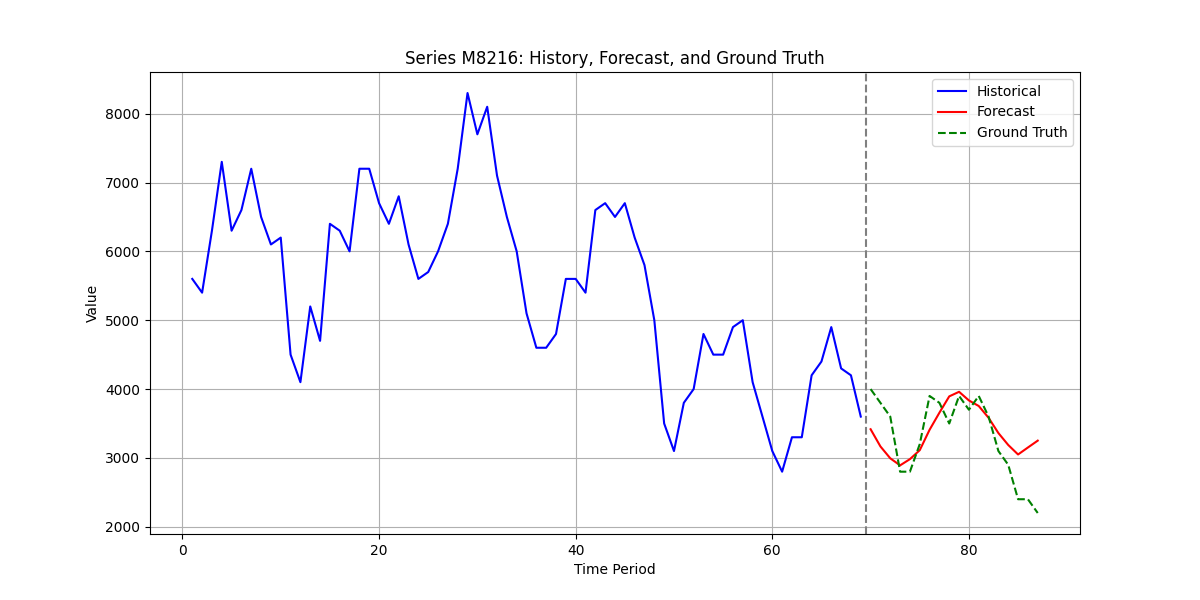 Series M8216: History, Forecast, and Ground Truth
Historical
Forecast
Ground Truth
8000
7000
6000
5000
4000
3000
2000
Value
0 20 40 60 80
Time Period